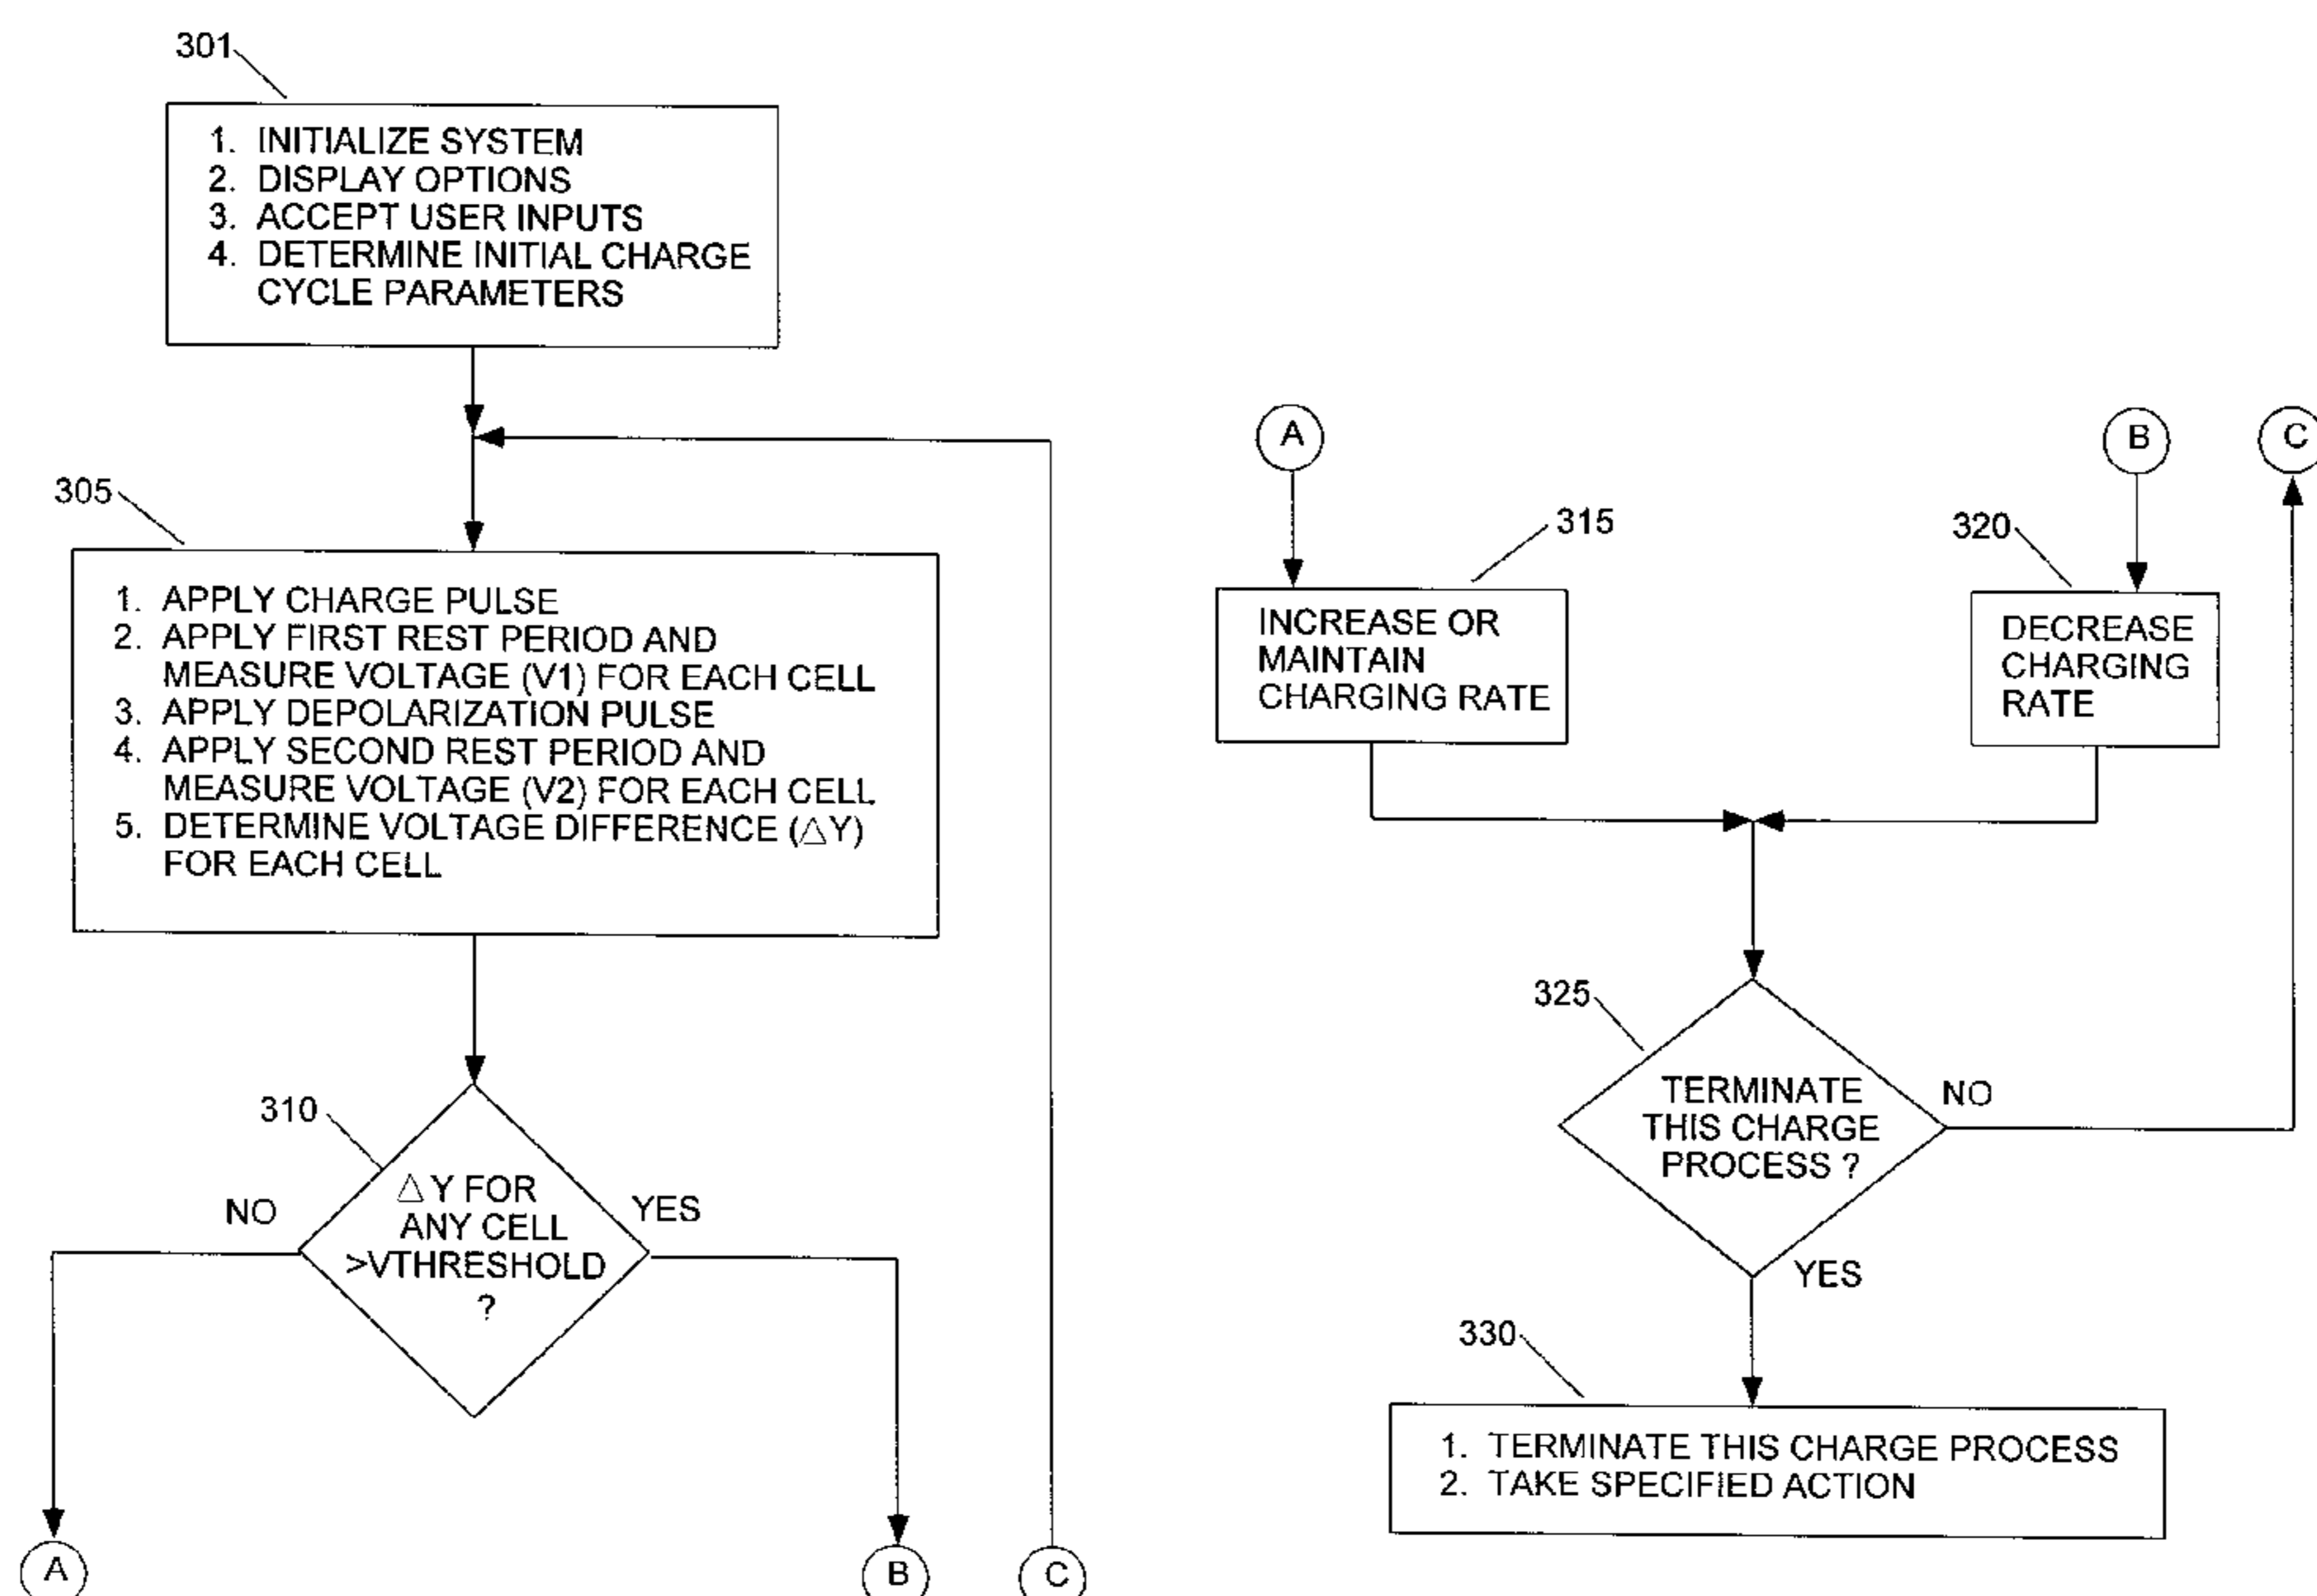 301
1. INITIALIZE SYSTEM
2. DISPLAY OPTIONS
3. ACCEPT USER INPUTS
4. DETERMINE INITIAL CHARGE
CYCLE PARAMETERS
305
1. APPLY CHARGE PULSE
2. APPLY FIRST REST PERIOD AND
MEASURE VOLTAGE (V1) FOR EACH CELL
3. APPLY DEPOLARIZATION PULSE
4. APPLY SECOND REST PERIOD AND
MEASURE VOLTAGE (V2) FOR EACH CELL
5. DETERMINE VOLTAGE DIFFERENCE (△Y)
FOR EACH CELL
310
△Y FOR
ANY CELL
>VTHRESHOLD
?
NO
YES
A
B
C
A
B
C
315
INCREASE OR
MAINTAIN
CHARGING RATE
320
DECREASE
CHARGING
RATE
325
TERMINATE
THIS CHARGE
PROCESS ?
NO
YES
330
1. TERMINATE THIS CHARGE PROCESS
2. TAKE SPECIFIED ACTION